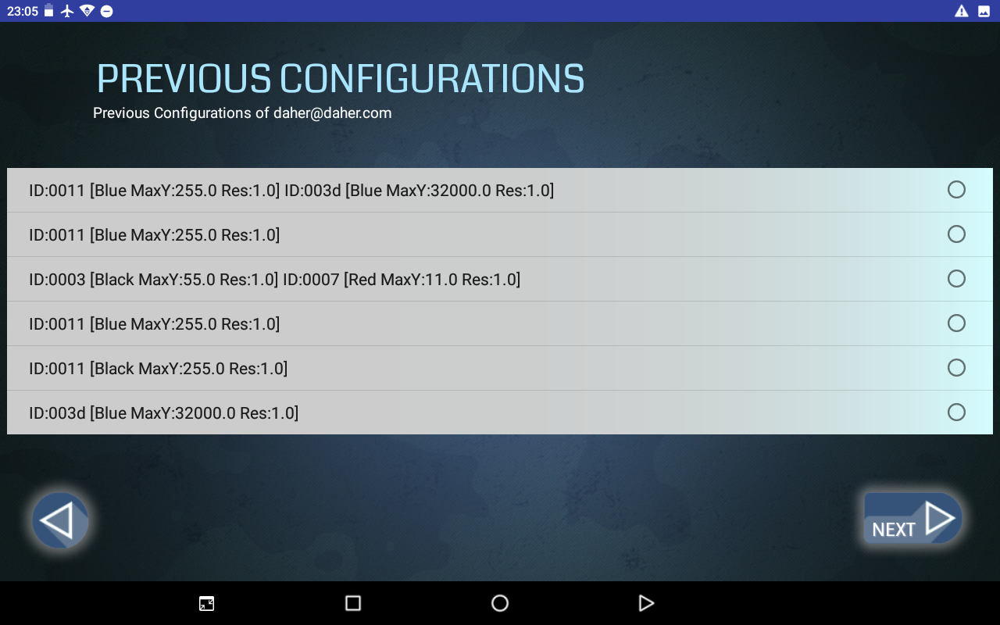 23:05
PREVIOUS CONFIGURATIONS
Previous Configurations of daher@daher.com
ID:0011 [Blue MaxY:255.0 Res:1.0] ID:003d [Blue MaxY:32000.0 Res:1.0]
ID:0011 [Blue MaxY:255.0 Res:1.0]
ID:0003 [Black MaxY:55.0 Res:1.0] ID:0007 [Red MaxY:11.0 Res:1.0]
ID:0011 [Blue MaxY:255.0 Res:1.0]
ID:0011 [Black MaxY:255.0 Res:1.0]
ID:003d [Blue MaxY:32000.0 Res:1.0]
NEXT